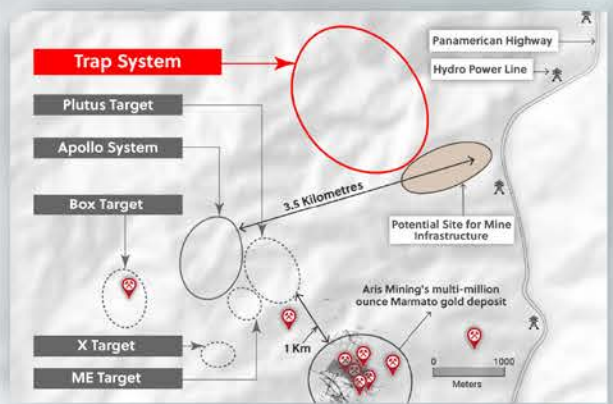 Trap System
Plutus Target
Apollo System
Box Target
X Target
ME Target
Panamerican Highway
Hydro Power Line
3.5 Kilometres
Potential Site for Mine
Infrastructure
Aris Mining's multi-million
ounce Marmato gold deposit
1 Km
0 1000
Meters